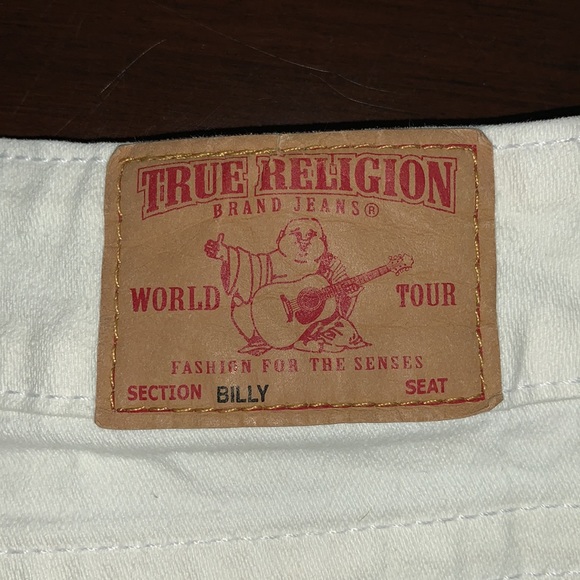 TRUE RELIGION
BRAND JEANS®
WORLD TOUR
FASHION FOR THE SENSES
SECTION BILLY SEAT